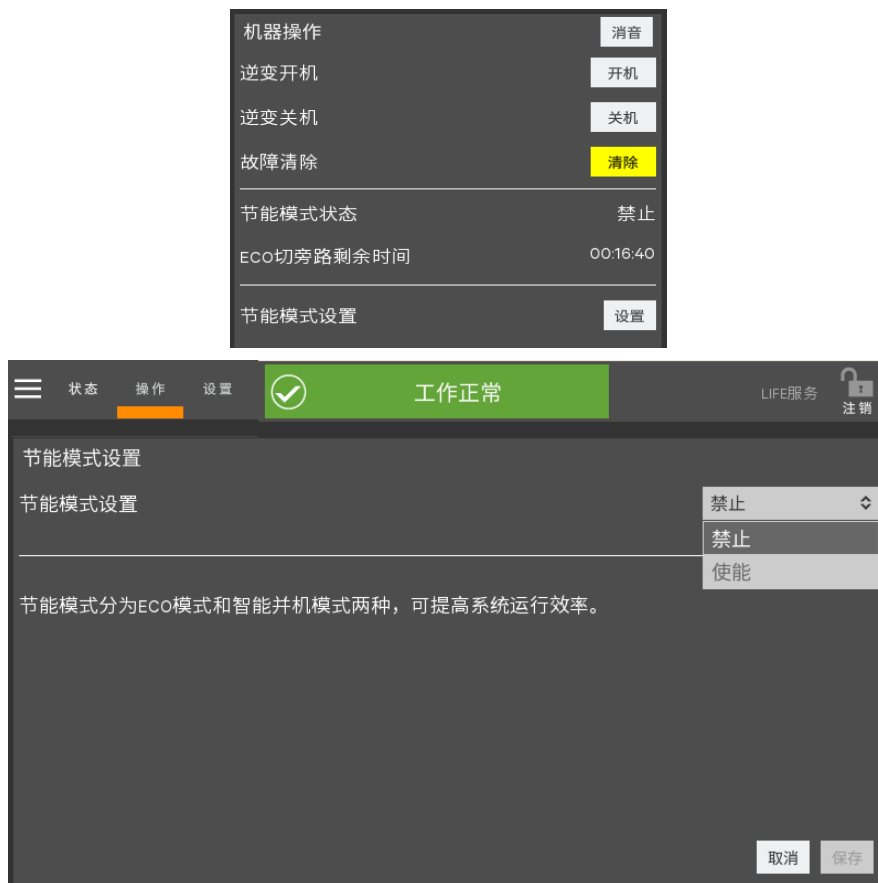 机器操作 消音
逆变开机 开机
逆变关机 关机
故障清除 清除
节能模式状态 禁止
ECO切旁路剩余时间 00:16:40
节能模式设置 设置
状态 操作 设置 工作正常 LIFE服务 注销
节能模式设置
节能模式设置 禁止
禁止
使能
节能模式分为ECO模式和智能并机模式两种，可提高系统运行效率。
取消 保存